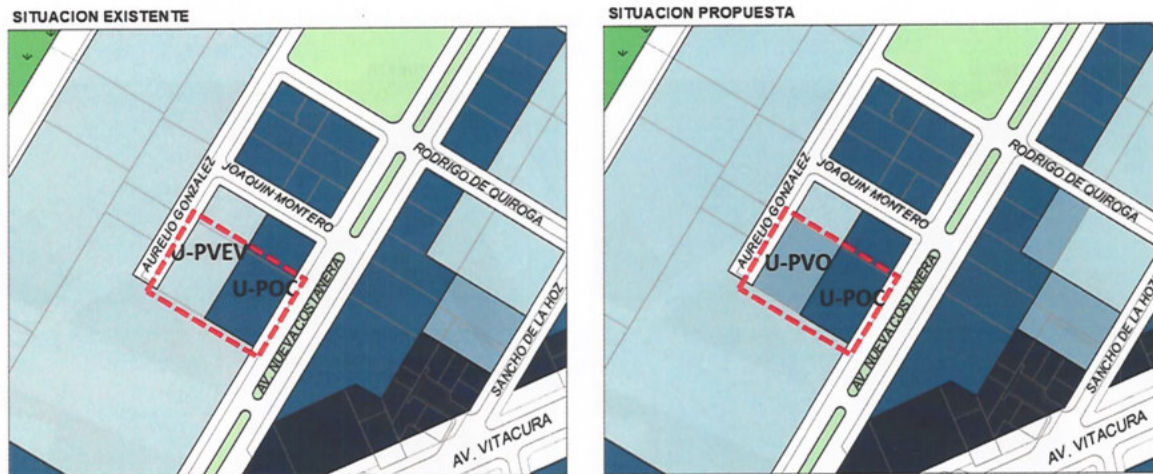 SITUACION EXISTENTE
AURELIO GONZALEZ
JOAQUIN MONTERO
RODRIGO DE QUIROGA
U-PVEV
U-POC
AV. NUEVA COSTANERA
SANCHO DE LA HOZ
AV. VITACURA
SITUACION PROPUESTA
AURELIO GONZALEZ
JOAQUIN MONTERO
RODRIGO DE QUIROGA
U-PVO
U-POC
AV. NUEVA COSTANERA
SANCHO DE LA HOZ
AV. VITACURA